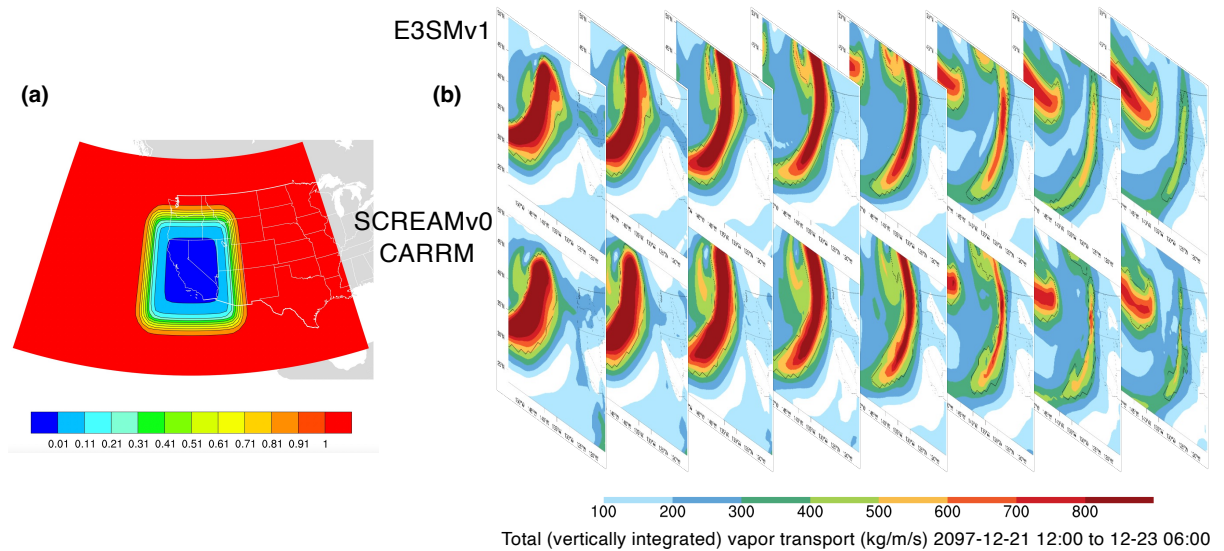 E3SMv1
(a)
(b)
SCREAMv0
CARRM
0.01 0.11 0.21 0.31 0.41 0.51 0.61 0.71 0.81 0.91 1
100 200 300 400 500 600 700 800
Total (vertically integrated) vapor transport (kg/m/s) 2097-12-21 12:00 to 12-23 06:00